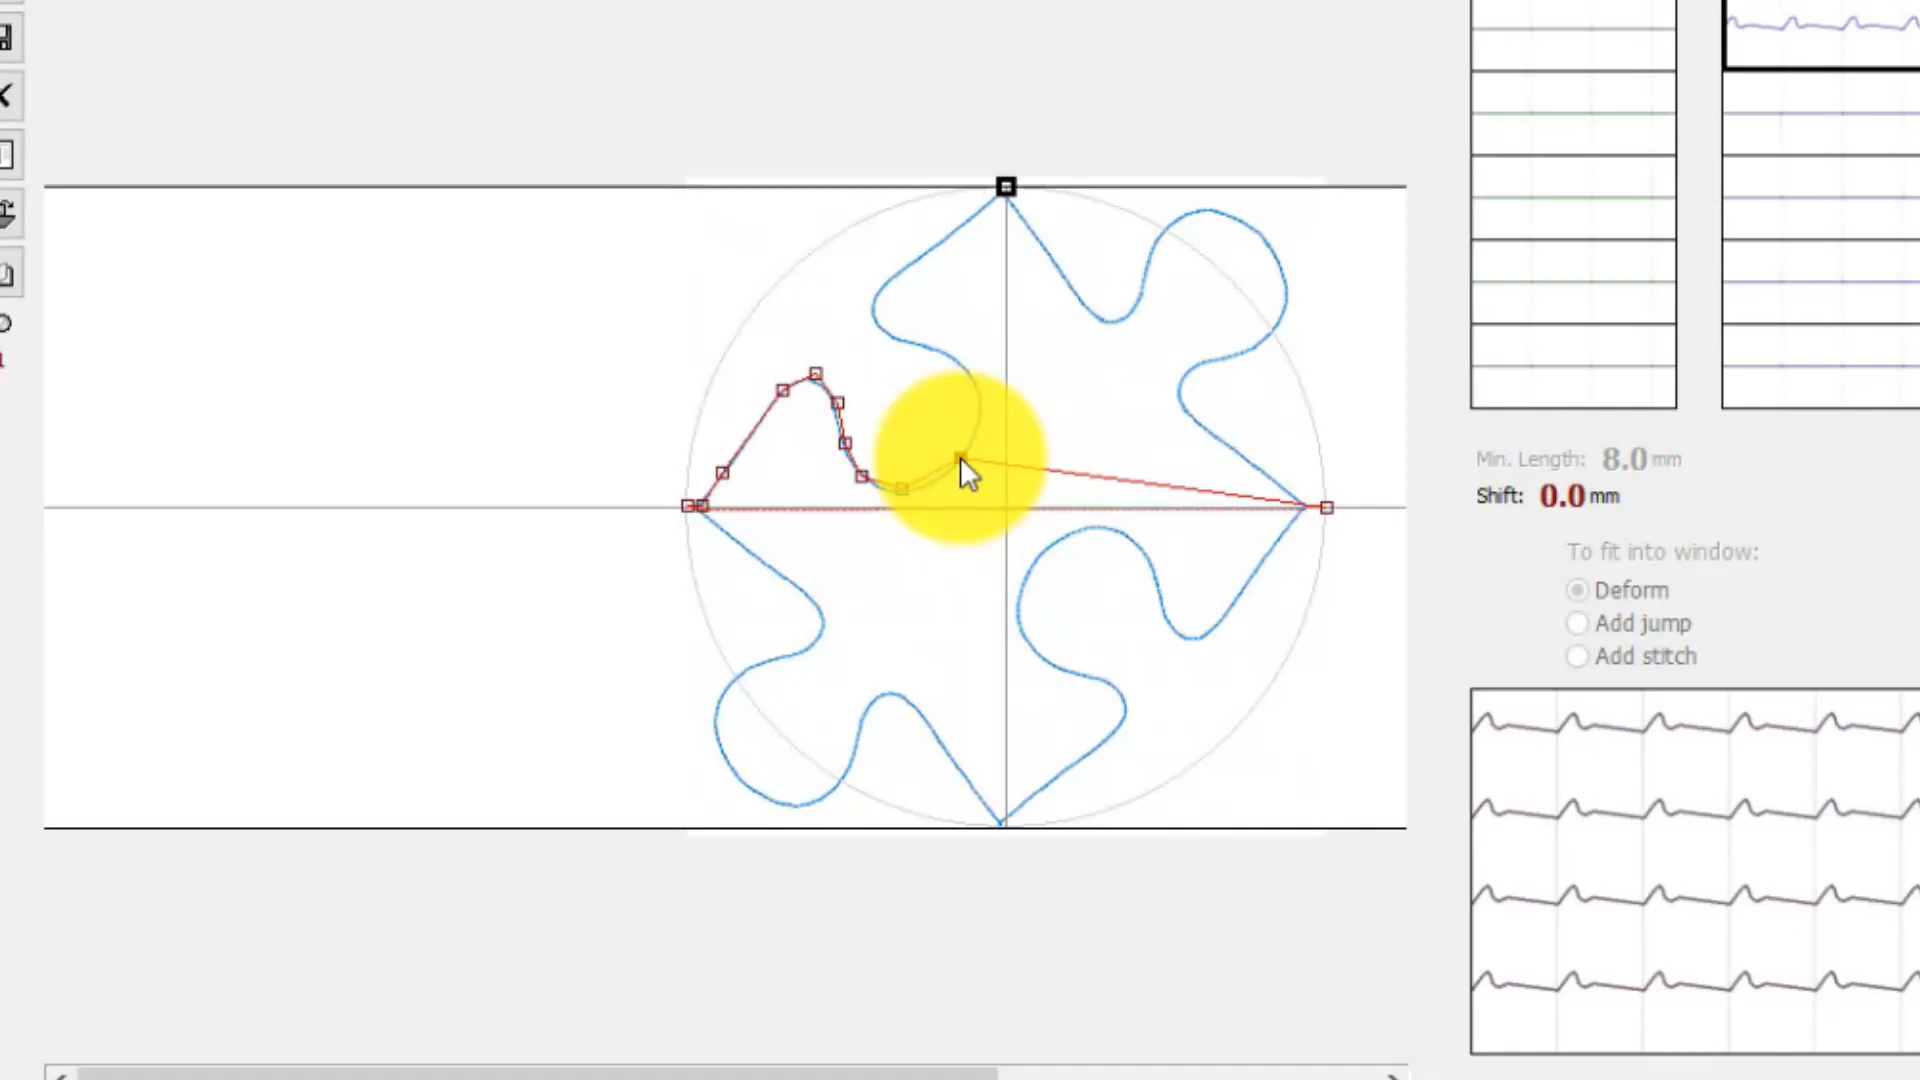 Min. Length: 8.0 mm
Shift: 0.0 mm
To fit into window:
Deform
Add jump
Add stitch